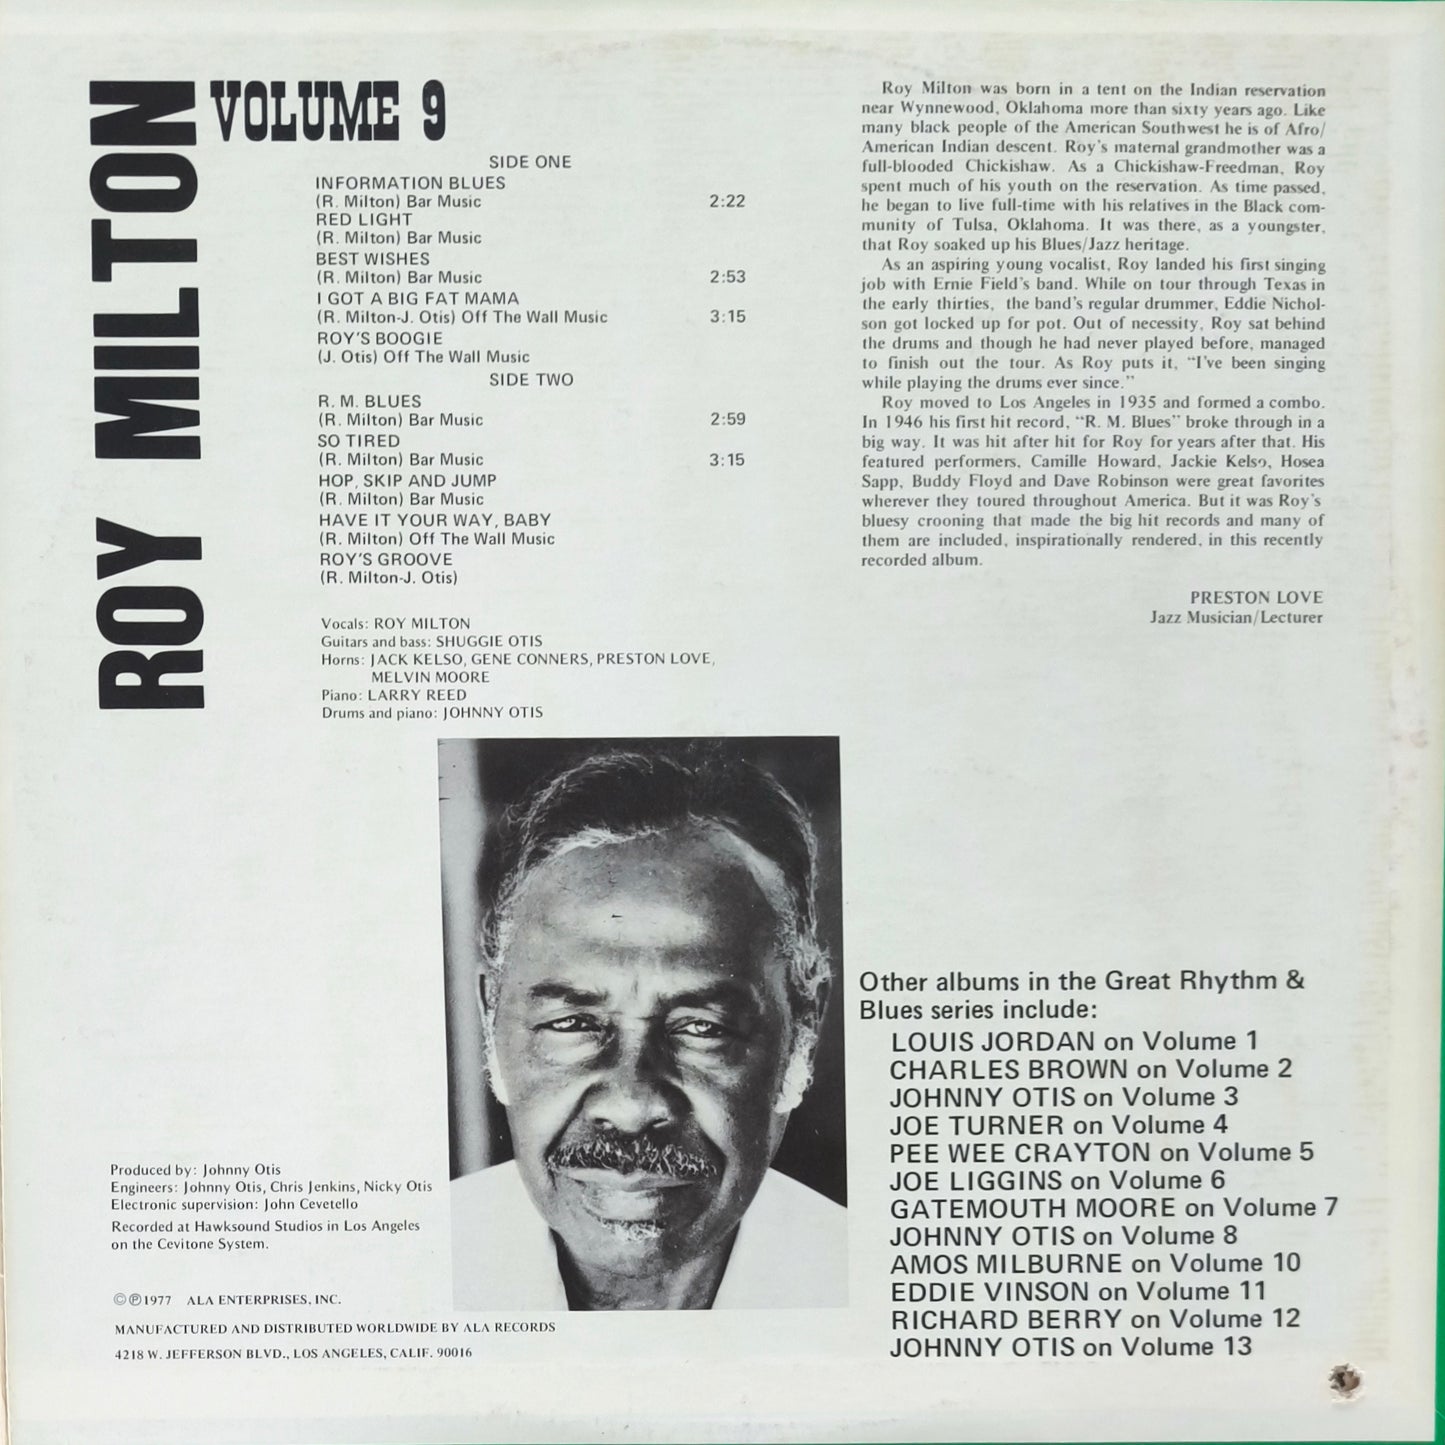 ROY MILTON
VOLUME 9
SIDE ONE
INFORMATION BLUES
(R. Milton) Bar Music 2:22
RED LIGHT
(R. Milton) Bar Music
BEST WISHES
(R. Milton) Bar Music 2:53
I GOT A BIG FAT MAMA
(R. Milton-J. Otis) Off The Wall Music 3:15
ROY'S BOOGIE
(J. Otis) Off The Wall Music
SIDE TWO
R. M. BLUES
(R. Milton) Bar Music 2:59
SO TIRED
(R. Milton) Bar Music 3:15
HOP, SKIP AND JUMP
(R. Milton) Bar Music
HAVE IT YOUR WAY, BABY
(R. Milton) Off The Wall Music
ROY'S GROOVE
(R. Milton-J. Otis)
Vocals: ROY MILTON
Guitars and bass: SHUGGIE OTIS
Horns: JACK KELSO, GENE CONNERS, PRESTON LOVE,
MELVIN MOORE
Piano: LARRY REED
Drums and piano: JOHNNY OTIS
Roy Milton was born in a tent on the Indian reservation
near Wynnewood, Oklahoma more than sixty years ago. Like
many black people of the American Southwest he is of Afro/
American Indian descent. Roy's maternal grandmother was a
full-blooded Chickishaw. As a Chickishaw-Freedman, Roy
spent much of his youth on the reservation. As time passed,
he began to live full-time with his relatives in the Black com-
munity of Tulsa, Oklahoma. It was there, as a youngster,
that Roy soaked up his Blues/Jazz heritage.
As an aspiring young vocalist, Roy landed his first singing
job with Ernie Field's band. While on tour through Texas in
the early thirties, the band's regular drummer, Eddie Nichol-
son got locked up for pot. Out of necessity, Roy sat behind
the drums and though he had never played before, managed
to finish out the tour. As Roy puts it, "I've been singing
while playing the drums ever since."
Roy moved to Los Angeles in 1935 and formed a combo.
In 1946 his first hit record, "R. M. Blues" broke through in a
big way. It was hit after hit for Roy for years after that. His
featured performers, Camille Howard, Jackie Kelso, Hosea
Sapp, Buddy Floyd and Dave Robinson were great favorites
wherever they toured throughout America. But it was Roy's
bluesy crooning that made the big hit records and many of
them are included, inspirationally rendered, in this recently
recorded album.
PRESTON LOVE
Jazz Musician/Lecturer
Other albums in the Great Rhythm &
Blues series include:
LOUIS JORDAN on Volume 1
CHARLES BROWN on Volume 2
JOHNNY OTIS on Volume 3
JOE TURNER on Volume 4
PEE WEE CRAYTON on Volume 5
JOE LIGGINS on Volume 6
GATEMOUTH MOORE on Volume 7
JOHNNY OTIS on Volume 8
AMOS MILBURNE on Volume 10
EDDIE VINSON on Volume 11
RICHARD BERRY on Volume 12
JOHNNY OTIS on Volume 13
Produced by: Johnny Otis
Engineers: Johnny Otis, Chris Jenkins, Nicky Otis
Electronic supervision: John Cevetello
Recorded at Hawksound Studios in Los Angeles
on the Cevitone System.
©℗1977 ALA ENTERPRISES, INC.
MANUFACTURED AND DISTRIBUTED WORLDWIDE BY ALA RECORDS
4218 W. JEFFERSON BLVD., LOS ANGELES, CALIF. 90016